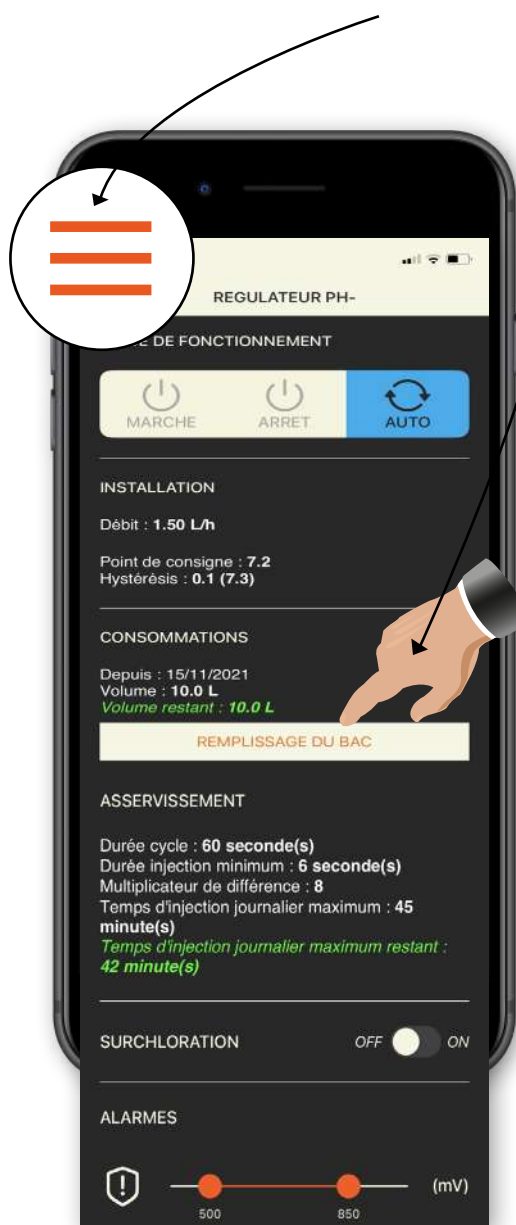 REGULATEUR PH-
DE FONCTIONNEMENT
MARCHE
ARRET
AUTO
INSTALLATION
Débit : 1.50 L/h
Point de consigne : 7.2
Hystérésis : 0.1 (7.3)
CONSOMMATIONS
Depuis : 15/11/2021
Volume : 10.0 L
Volume restant : 10.0 L
REMPLISSAGE DU BAC
ASSERVISSEMENT
Durée cycle : 60 seconde(s)
Durée injection minimum : 6 seconde(s)
Multiplicateur de différence : 8
Temps d'injection journalier maximum : 45
minute(s)
Temps d'injection journalier maximum restant :
42 minute(s)
SURCHLORATION
OFF
ON
ALARMES
(mV)
500
850